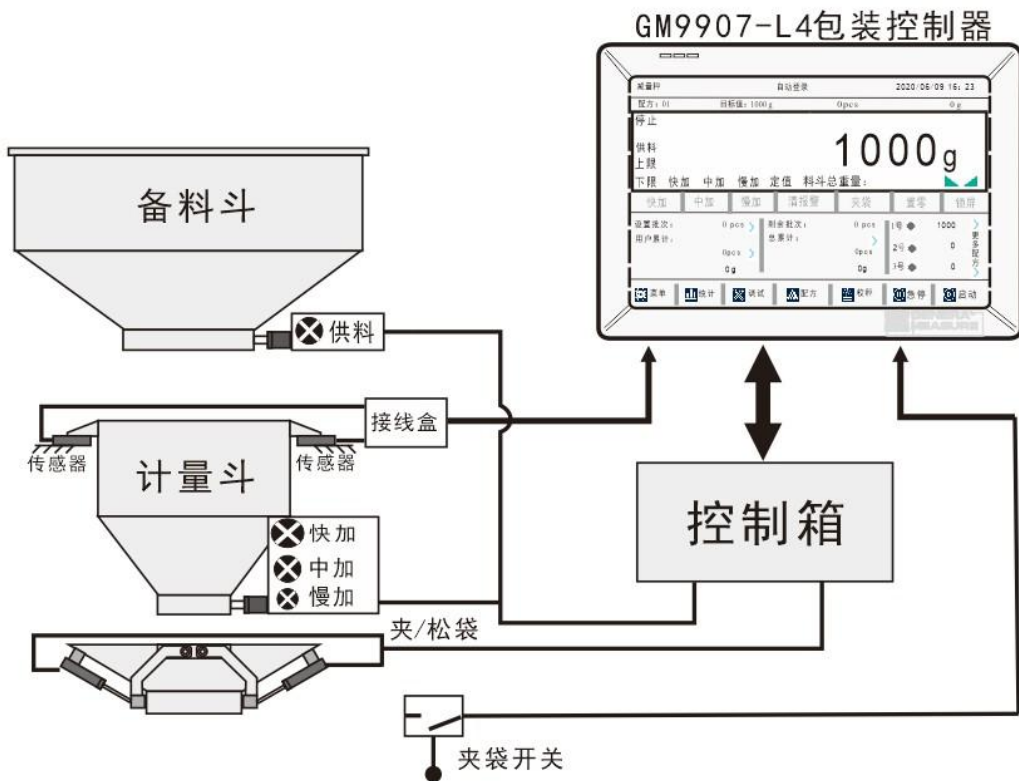 GM9907-L4包装控制器
减量秤 自动登录 2020/06/09 16:23
配方:01 目标值:1000g 0pcs 0g
停止
供料
上限
1000g
下限 快加 中加 慢加 定值 料斗总重量:
快加 中加 慢加 清报警 夹袋 置零 锁屏
设置批次: 0 pcs 剩余批次: 0 pcs 1号 1000
用户累计: 总累计:
0pcs 0pcs 2号 0
0g 0g 3号 0
更多配方
菜单 统计 调试 配方 校秤 急停 启动
GENERAL
MEASURE
备料斗
供料
接线盒
传感器 传感器
计量斗
快加
中加
慢加
控制箱
夹/松袋
夹袋开关